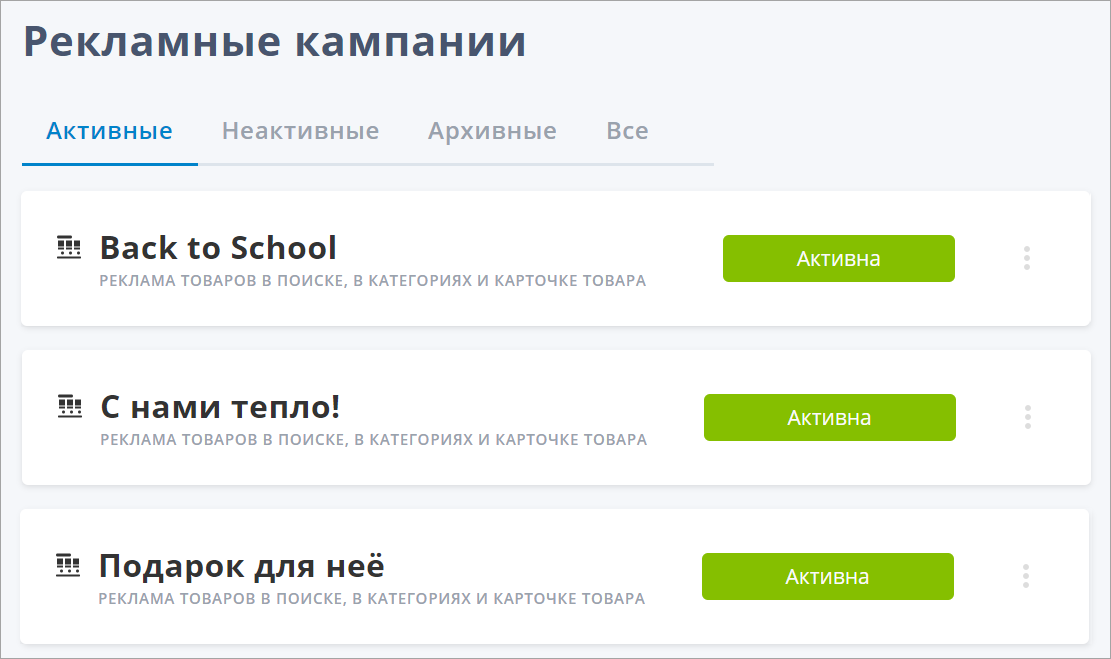 Рекламные кампании
Активные Неактивные Архивные Все
Back to School
РЕКЛАМА ТОВАРОВ В ПОИСКЕ, В КАТЕГОРИЯХ И КАРТОЧКЕ ТОВАРА
Активна
С нами тепло!
РЕКЛАМА ТОВАРОВ В ПОИСКЕ, В КАТЕГОРИЯХ И КАРТОЧКЕ ТОВАРА
Активна
Подарок для неё
РЕКЛАМА ТОВАРОВ В ПОИСКЕ, В КАТЕГОРИЯХ И КАРТОЧКЕ ТОВАРА
Активна